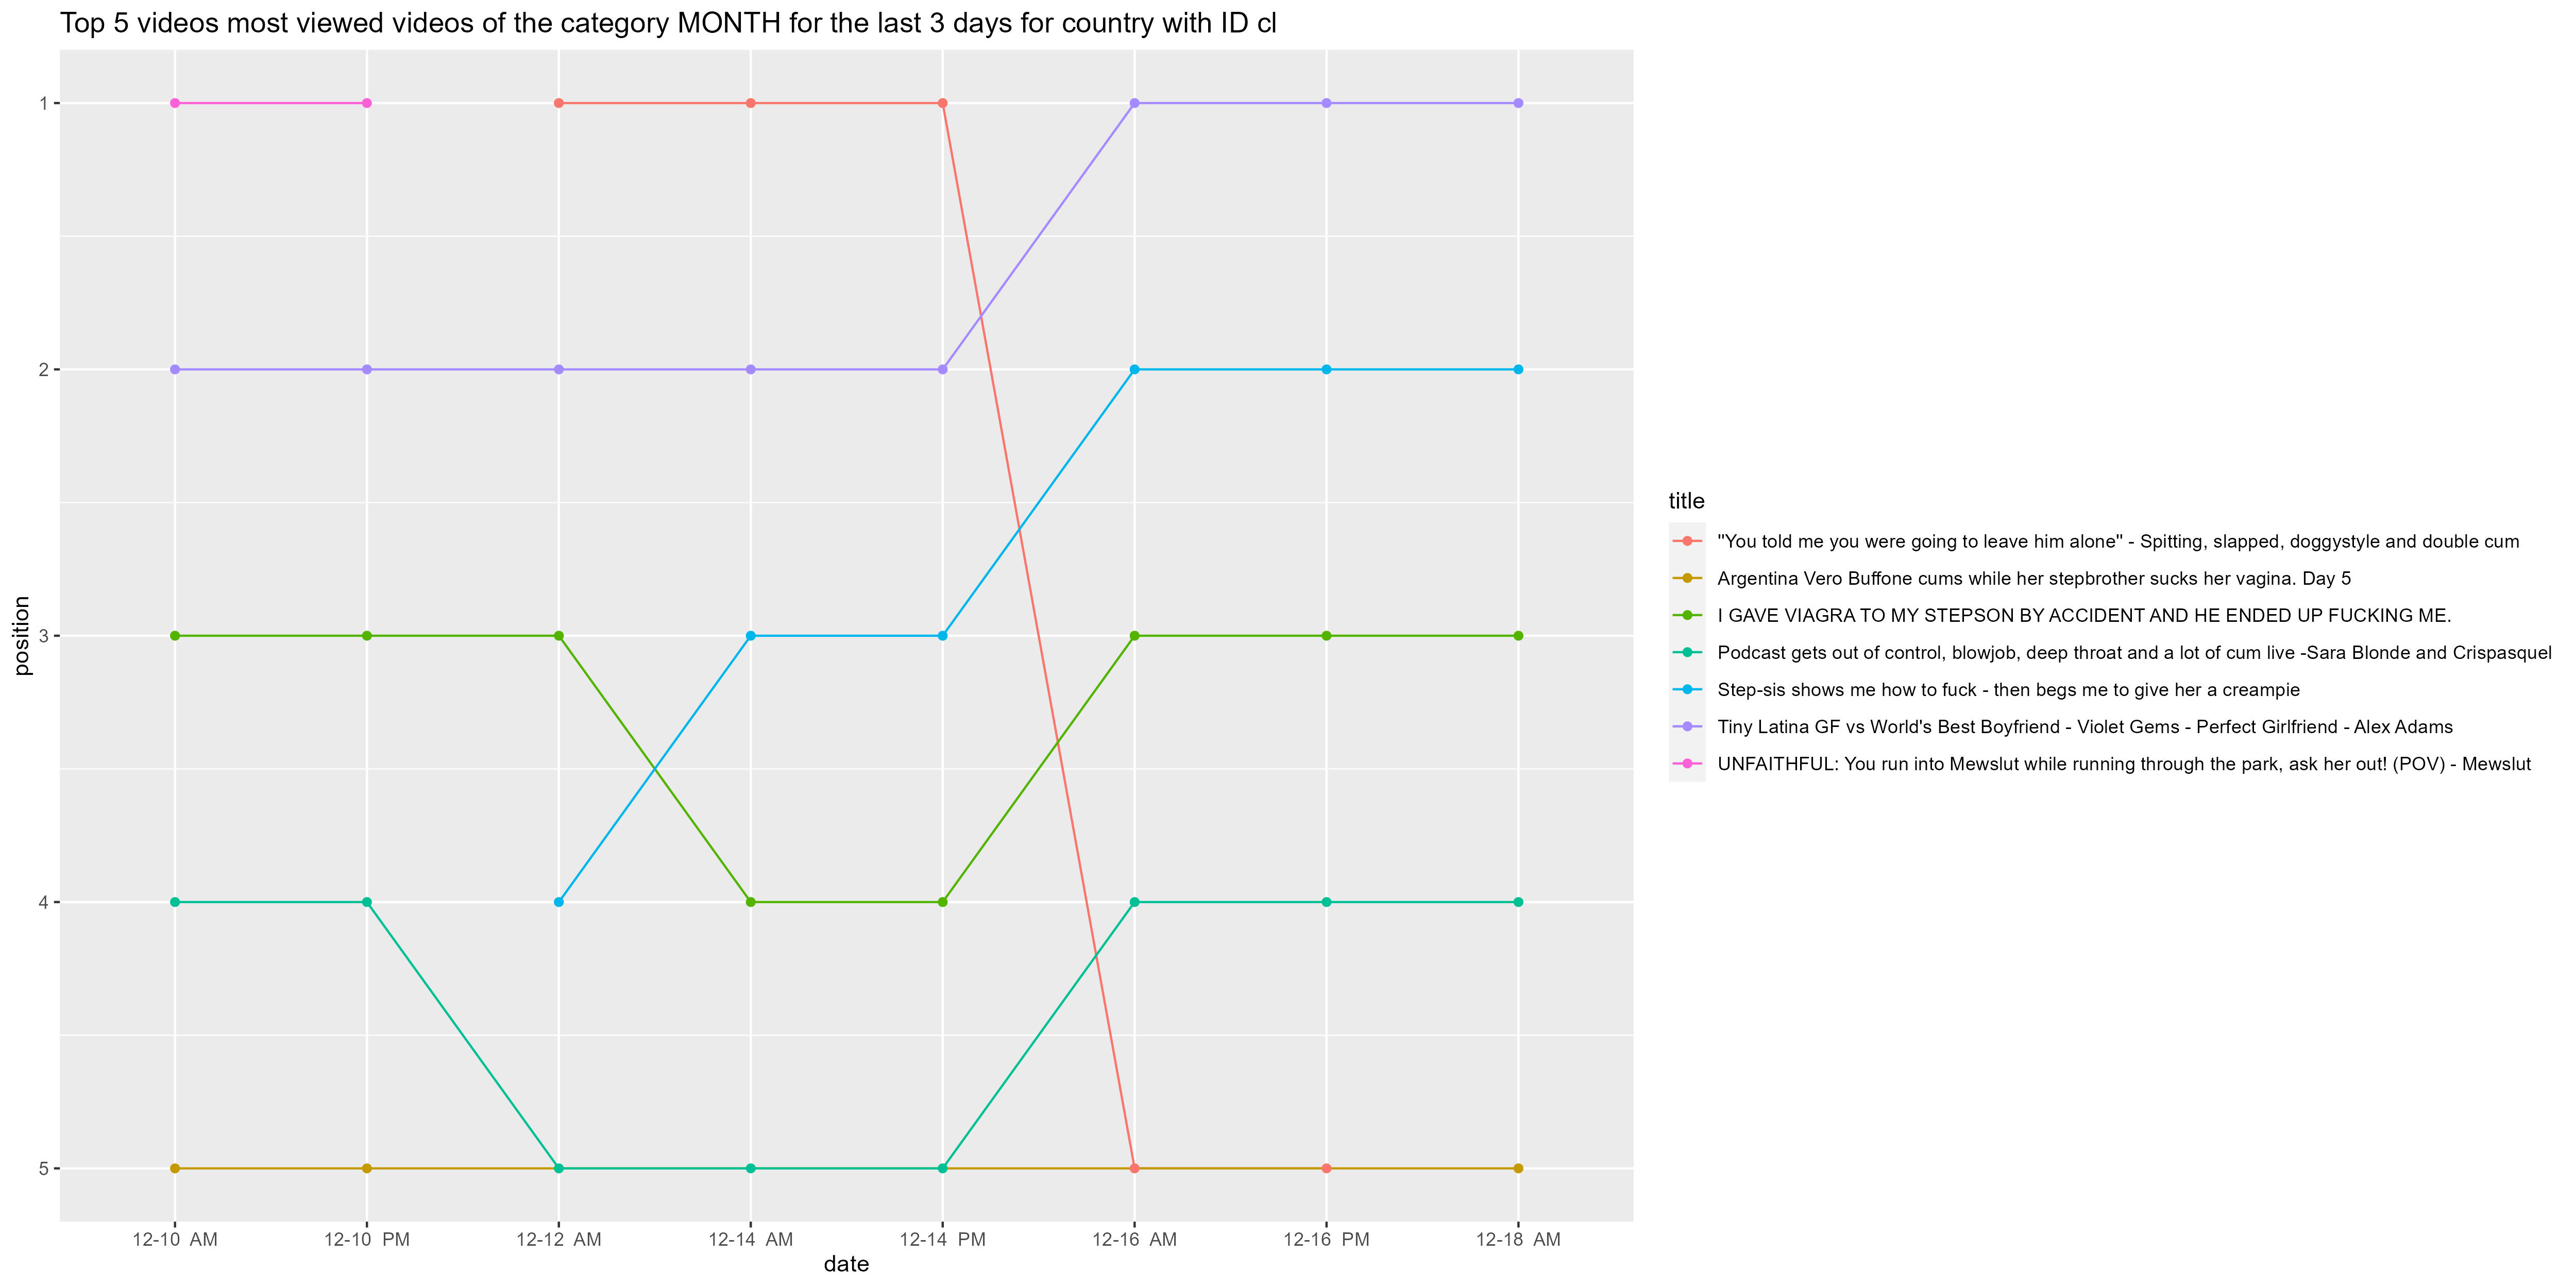 Top 5 videos most viewed videos of the category MONTH for the last 3 days for country with ID cl
position
1
2
3
4
5
12-10 AM
12-10 PM
12-12 AM
12-14 AM
12-14 PM
12-16 AM
12-16 PM
12-18 AM
date
title
"You told me you were going to leave him alone" - Spitting, slapped, doggystyle and double cum
Argentina Vero Buffone cums while her stepbrother sucks her vagina. Day 5
I GAVE VIAGRA TO MY STEPSON BY ACCIDENT AND HE ENDED UP FUCKING ME.
Podcast gets out of control, blowjob, deep throat and a lot of cum live -Sara Blonde and Crispasquel
Step-sis shows me how to fuck - then begs me to give her a creampie
Tiny Latina GF vs World's Best Boyfriend - Violet Gems - Perfect Girlfriend - Alex Adams
UNFAITHFUL: You run into Mewslut while running through the park, ask her out! (POV) - Mewslut